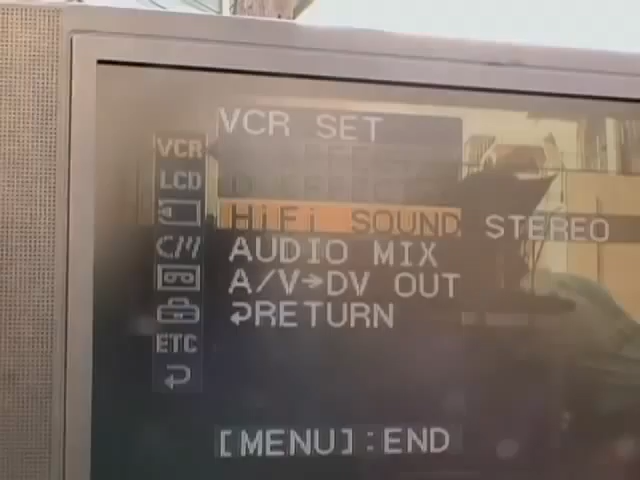 VCR SET
VCR
LCD
HiFi SOUND STEREO
AUDIO MIX
A/V→DV OUT
RETURN
ETC
[MENU]:END